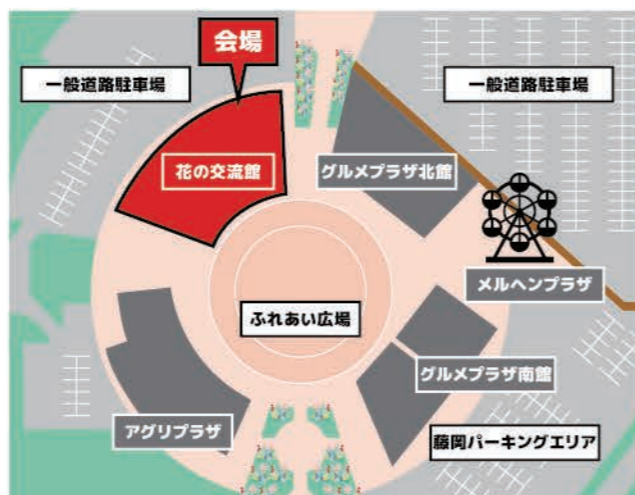 会場
一般道路駐車場
一般道路駐車場
花の交流館
グルメプラザ北館
メルヘンプラザ
ふれあい広場
グルメプラザ南館
アグリプラザ
藤岡パーキングエリア